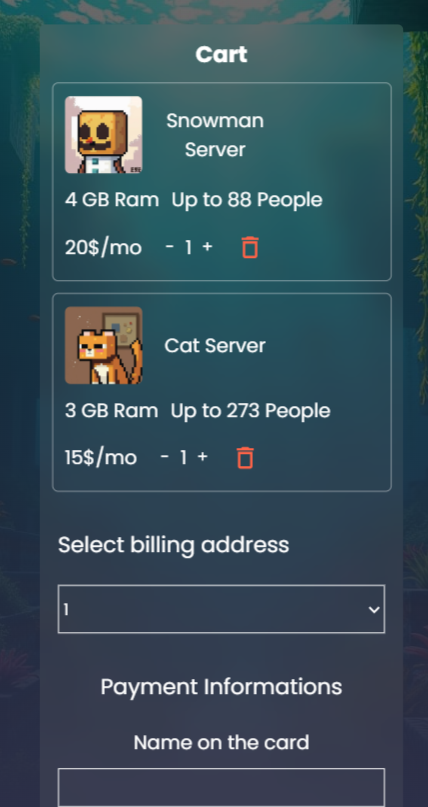 Cart
Snowman
Server
4 GB Ram Up to 88 People
20$/mo - 1 +
Cat Server
3 GB Ram Up to 273 People
15$/mo - 1 +
Select billing address
1
Payment Informations
Name on the card